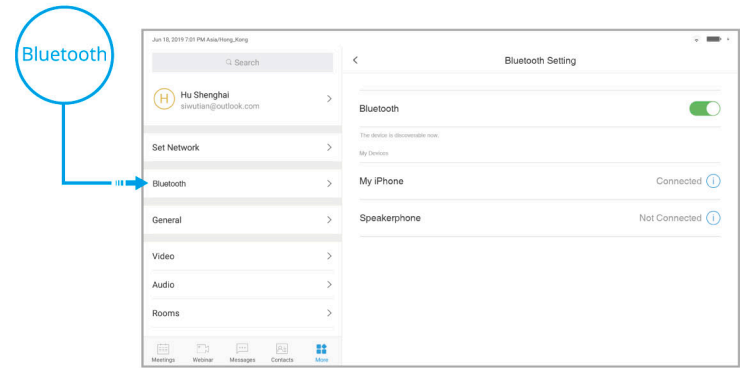 Bluetooth
Jun 18, 2019 7:01 PM Asia/Hong_Kong
Search
H
Hu Shenghai
siwutian@outlook.com
Set Network
Bluetooth
General
Video
Audio
Rooms
Meetings Webinar Messages Contacts More
Bluetooth Setting
Bluetooth
The device is discoverable now.
My Devices
My iPhone Connected i
Speakerphone Not Connected i